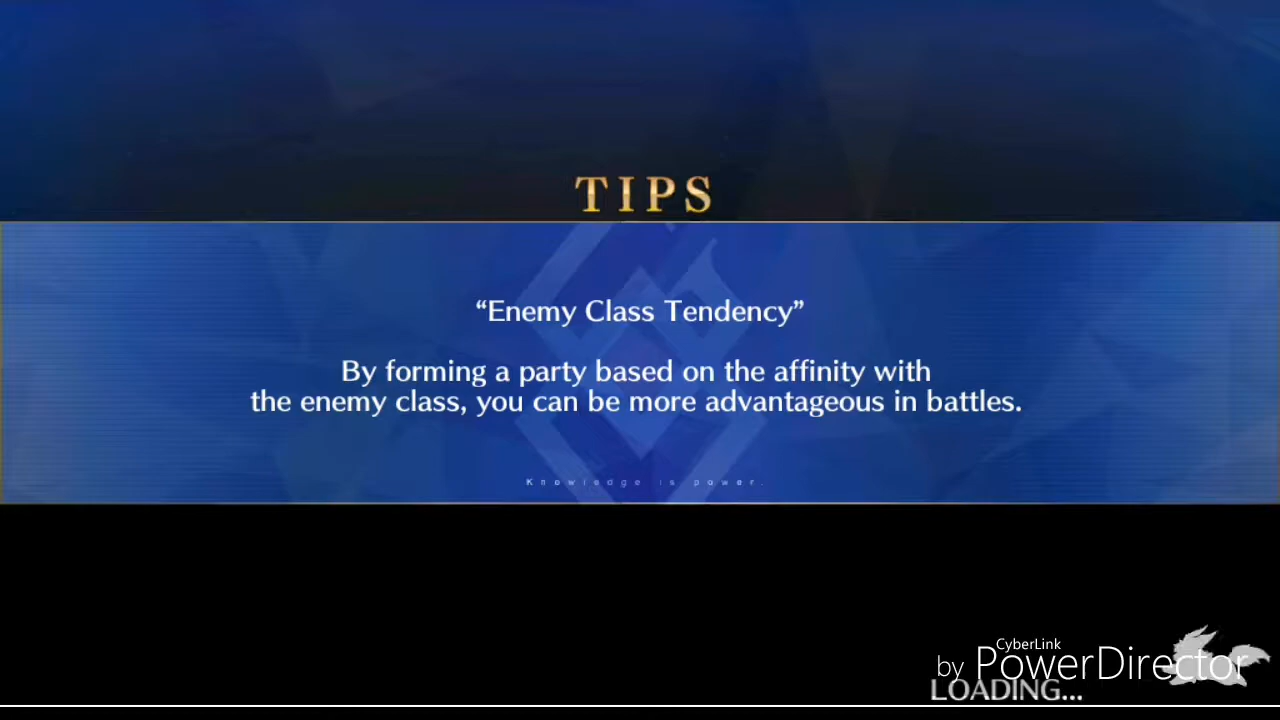 TIPS
“Enemy Class Tendency”
By forming a party based on the affinity with
the enemy class, you can be more advantageous in battles.
Knowledge is power.
CyberLink
by PowerDirector
LOADING...